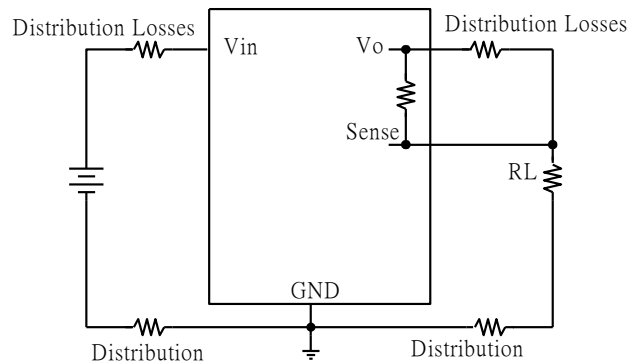 Distribution Losses
Distribution Losses
Vin
Vo
Sense
RL
GND
Distribution
Distribution